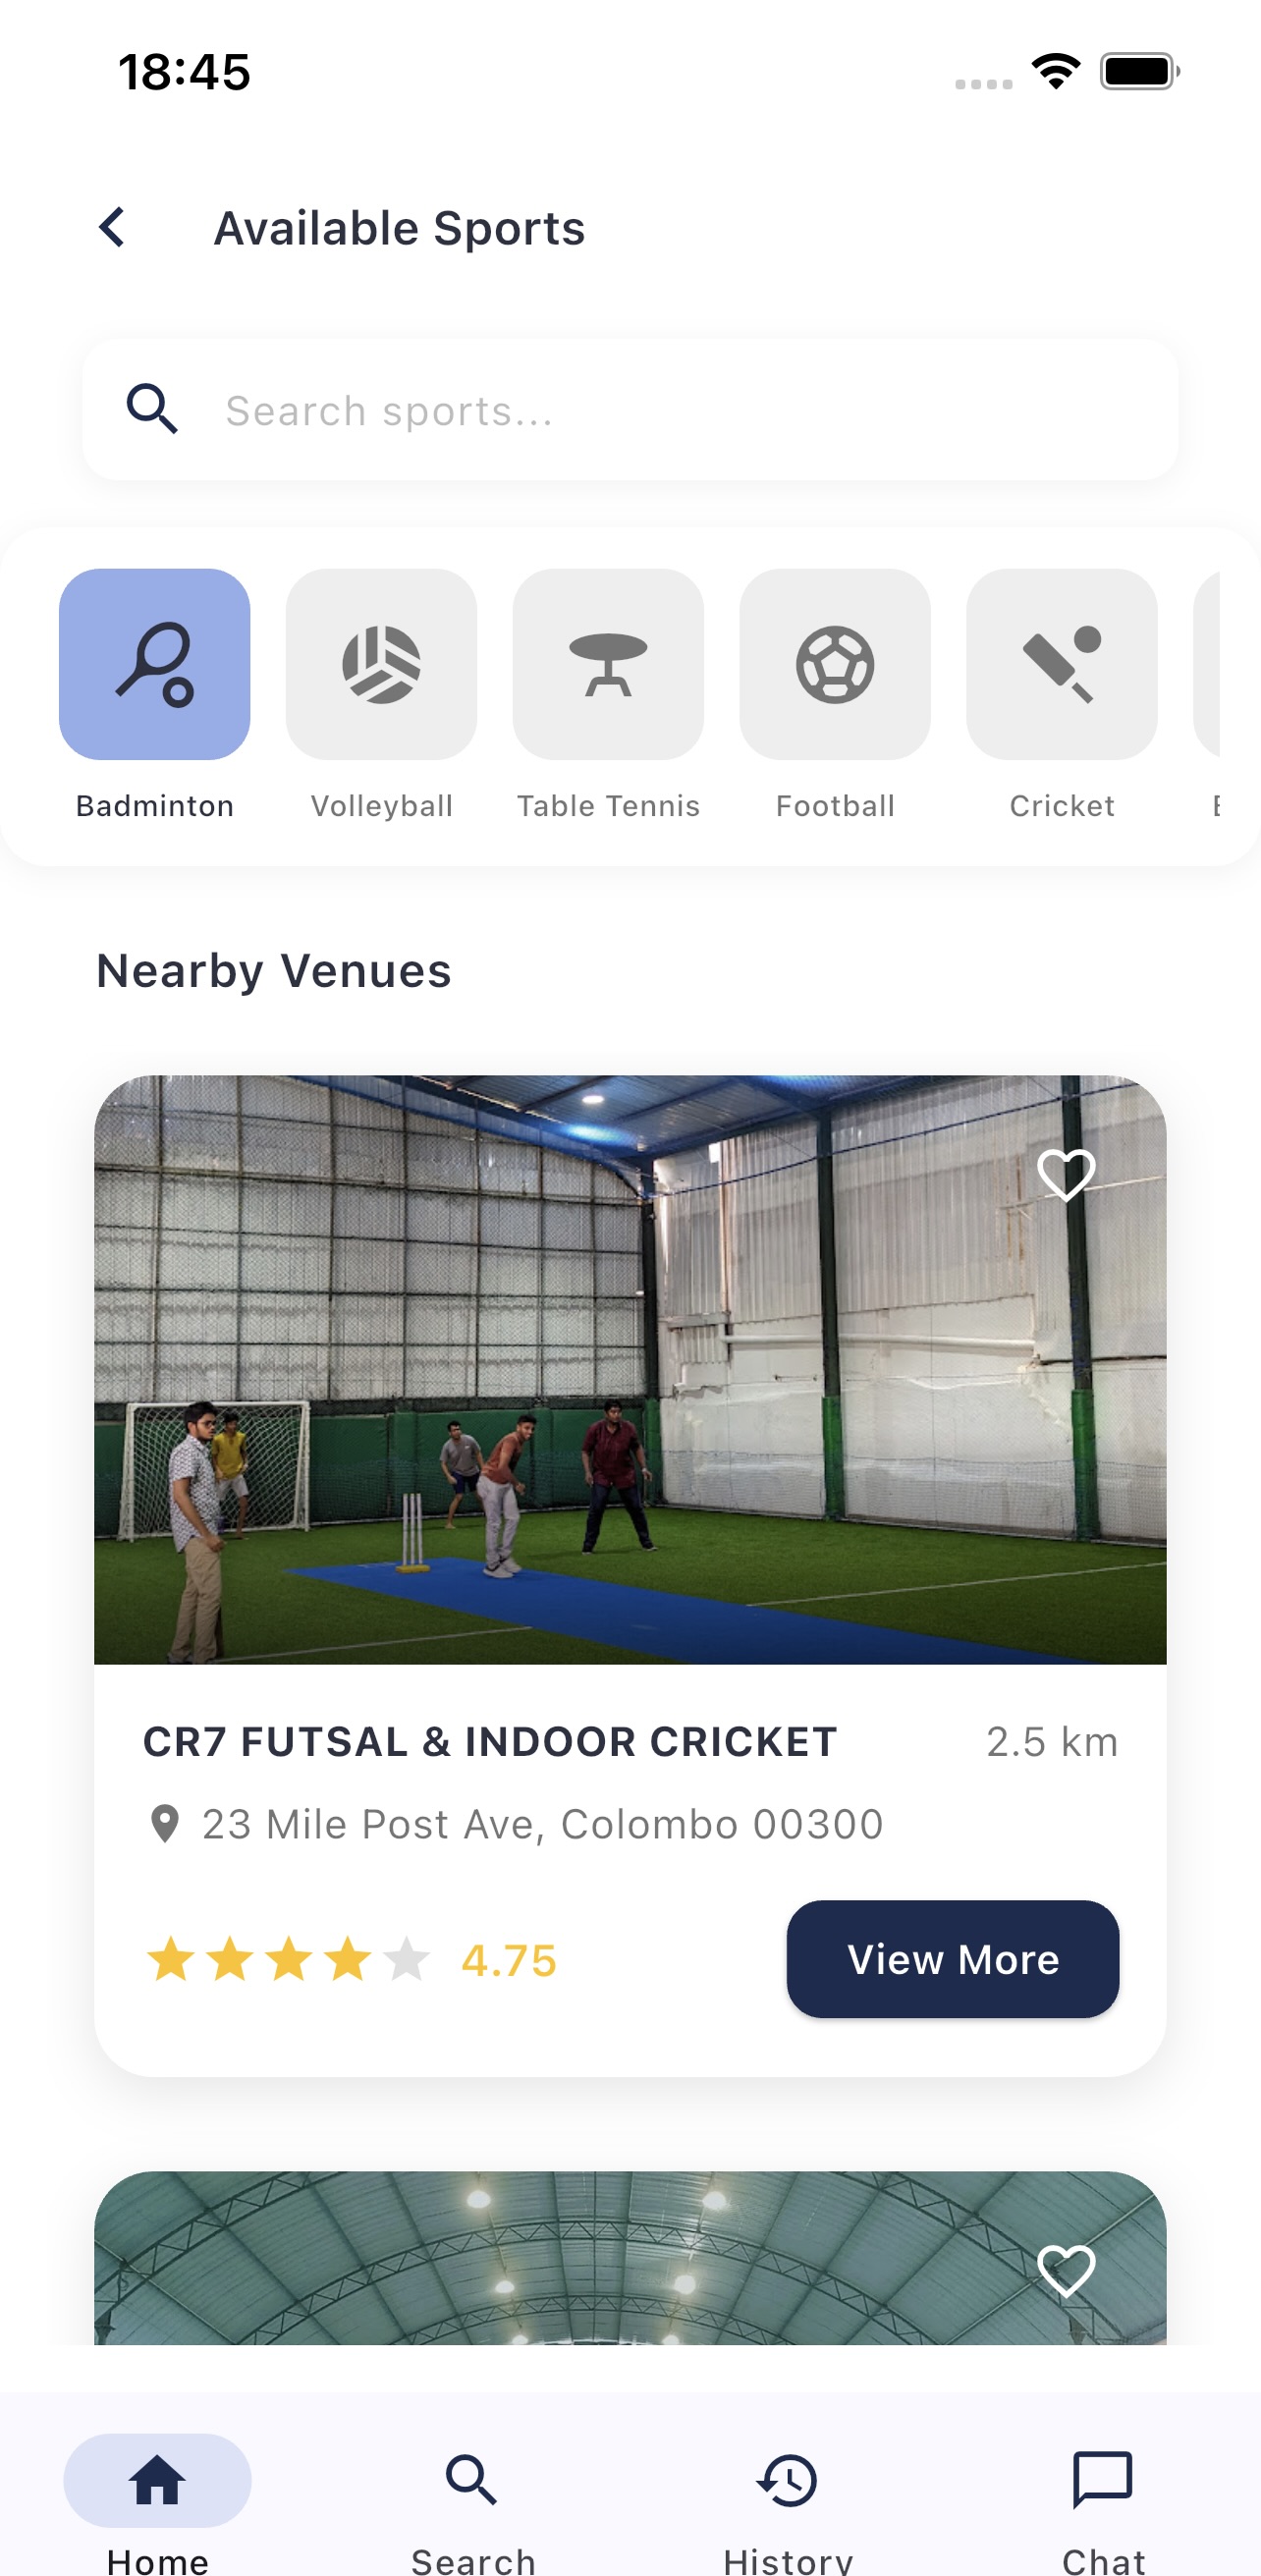 18:45
Available Sports
Search sports...
Badminton Volleyball Table Tennis Football Cricket
Nearby Venues
CR7 FUTSAL & INDOOR CRICKET 2.5 km
23 Mile Post Ave, Colombo 00300
4.75 View More
Home Search History Chat